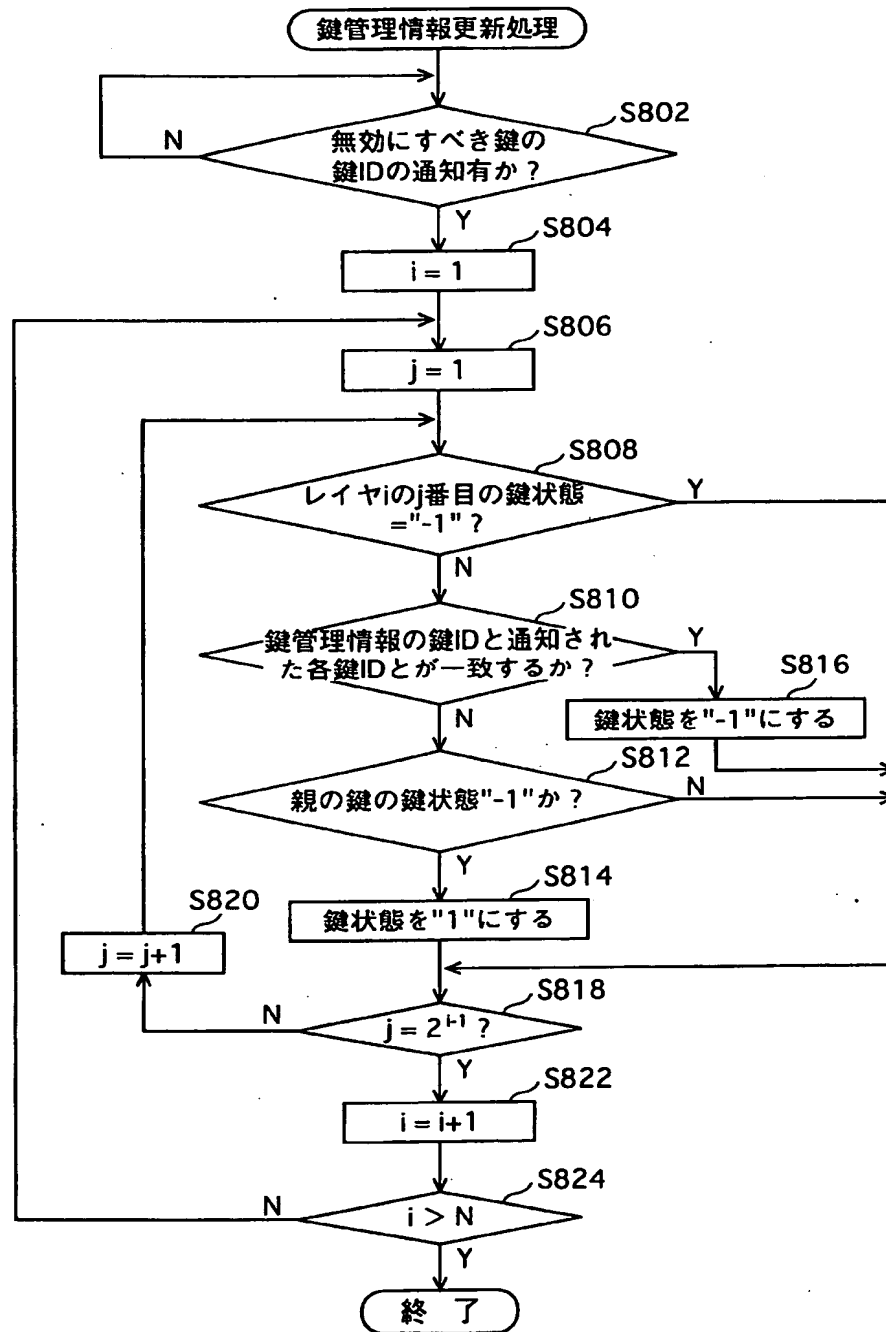 鍵管理情報更新処理
S802
無効にすべき鍵の
鍵IDの通知有か？
N
Y
S804
i = 1
S806
j = 1
S808
レイヤiのj番目の鍵状態
="-1"？
Y
N
S810
鍵管理情報の鍵IDと通知され
た各鍵IDとが一致するか？
Y
N
S816
鍵状態を"-1"にする
S812
親の鍵の鍵状態"-1"か？
N
Y
S814
鍵状態を"1"にする
S820
j = j+1
S818
j = 2^{i-1}？
N
Y
S822
i = i+1
S824
i > N
N
Y
終 了